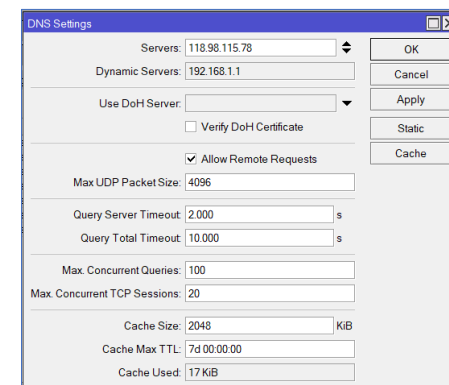 DNS Settings
Servers: 118.98.115.78
OK
Dynamic Servers: 192.168.1.1
Cancel
Use DoH Server:
Apply
Verify DoH Certificate
Static
Allow Remote Requests
Cache
Max UDP Packet Size: 4096
Query Server Timeout: 2.000 s
Query Total Timeout: 10.000 s
Max. Concurrent Queries: 100
Max. Concurrent TCP Sessions: 20
Cache Size: 2048 KiB
Cache Max TTL: 7d 00:00:00
Cache Used: 17 KiB